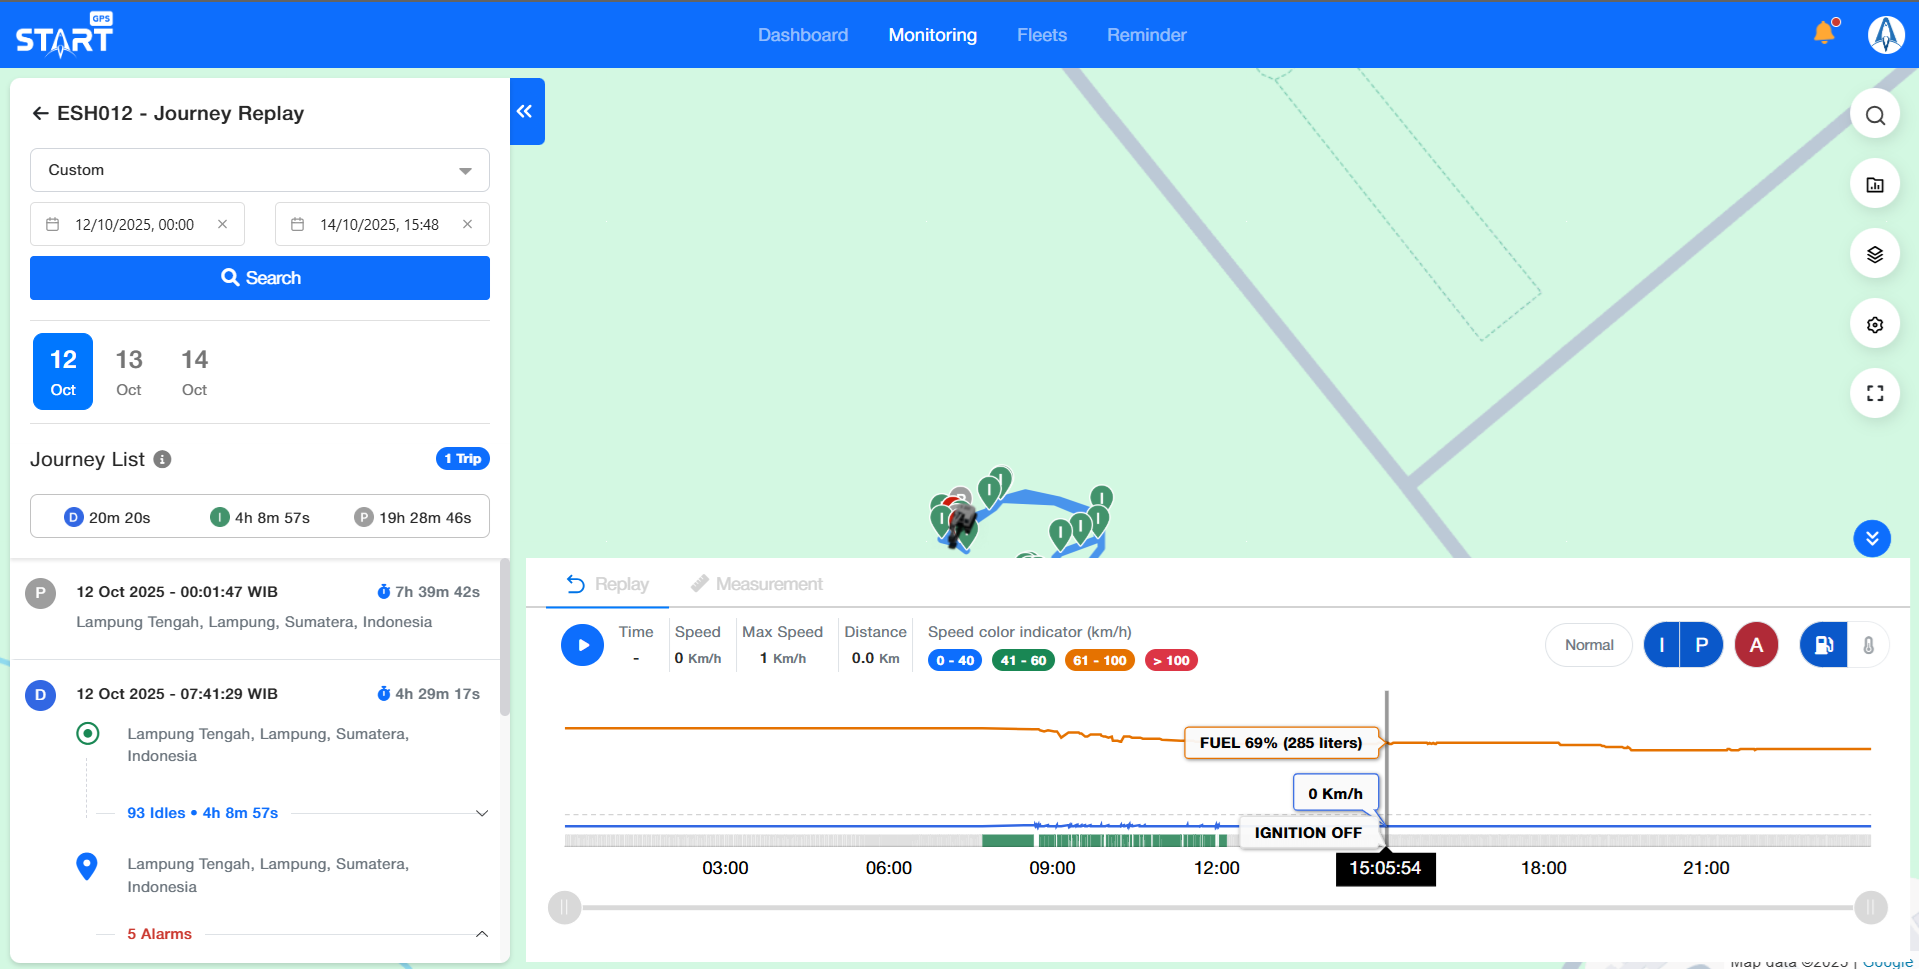 GPS
START
Dashboard
Monitoring
Fleets
Reminder
ESH012 - Journey Replay
Custom
12/10/2025, 00:00
14/10/2025, 15:48
Search
12
Oct
13
Oct
14
Oct
Journey List
1 Trip
D 20m 20s
I 4h 8m 57s
P 19h 28m 46s
P
12 Oct 2025 - 00:01:47 WIB
7h 39m 42s
Lampung Tengah, Lampung, Sumatera, Indonesia
D
12 Oct 2025 - 07:41:29 WIB
4h 29m 17s
Lampung Tengah, Lampung, Sumatera,
Indonesia
93 Idles • 4h 8m 57s
Lampung Tengah, Lampung, Sumatera,
Indonesia
5 Alarms
Replay
Measurement
Time
-
Speed
0 Km/h
Max Speed
1 Km/h
Distance
0.0 Km
Speed color indicator (km/h)
0 - 40
41 - 60
61 - 100
> 100
Normal
I
P
A
FUEL 69% (285 liters)
0 Km/h
IGNITION OFF
03:00
06:00
09:00
12:00
15:05:54
18:00
21:00
Map data ©2025 | Google